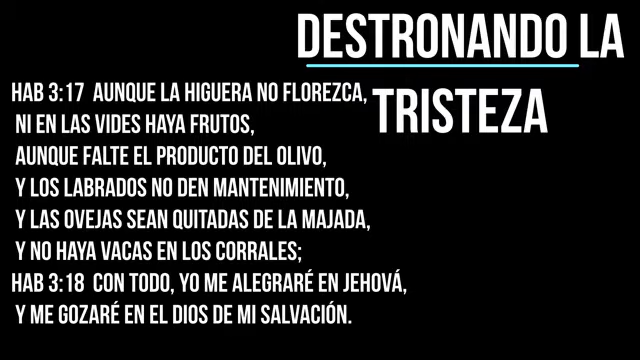 DESTRONANDO LA
TRISTEZA
HAB 3:17 AUNQUE LA HIGUERA NO FLOREZCA,
NI EN LAS VIDES HAYA FRUTOS,
AUNQUE FALTE EL PRODUCTO DEL OLIVO,
Y LOS LABRADOS NO DEN MANTENIMIENTO,
Y LAS OVEJAS SEAN QUITADAS DE LA MAJADA,
Y NO HAYA VACAS EN LOS CORRALES;
HAB 3:18 CON TODO, YO ME ALEGRARÉ EN JEHOVÁ,
Y ME GOZARÉ EN EL DIOS DE MI SALVACIÓN.